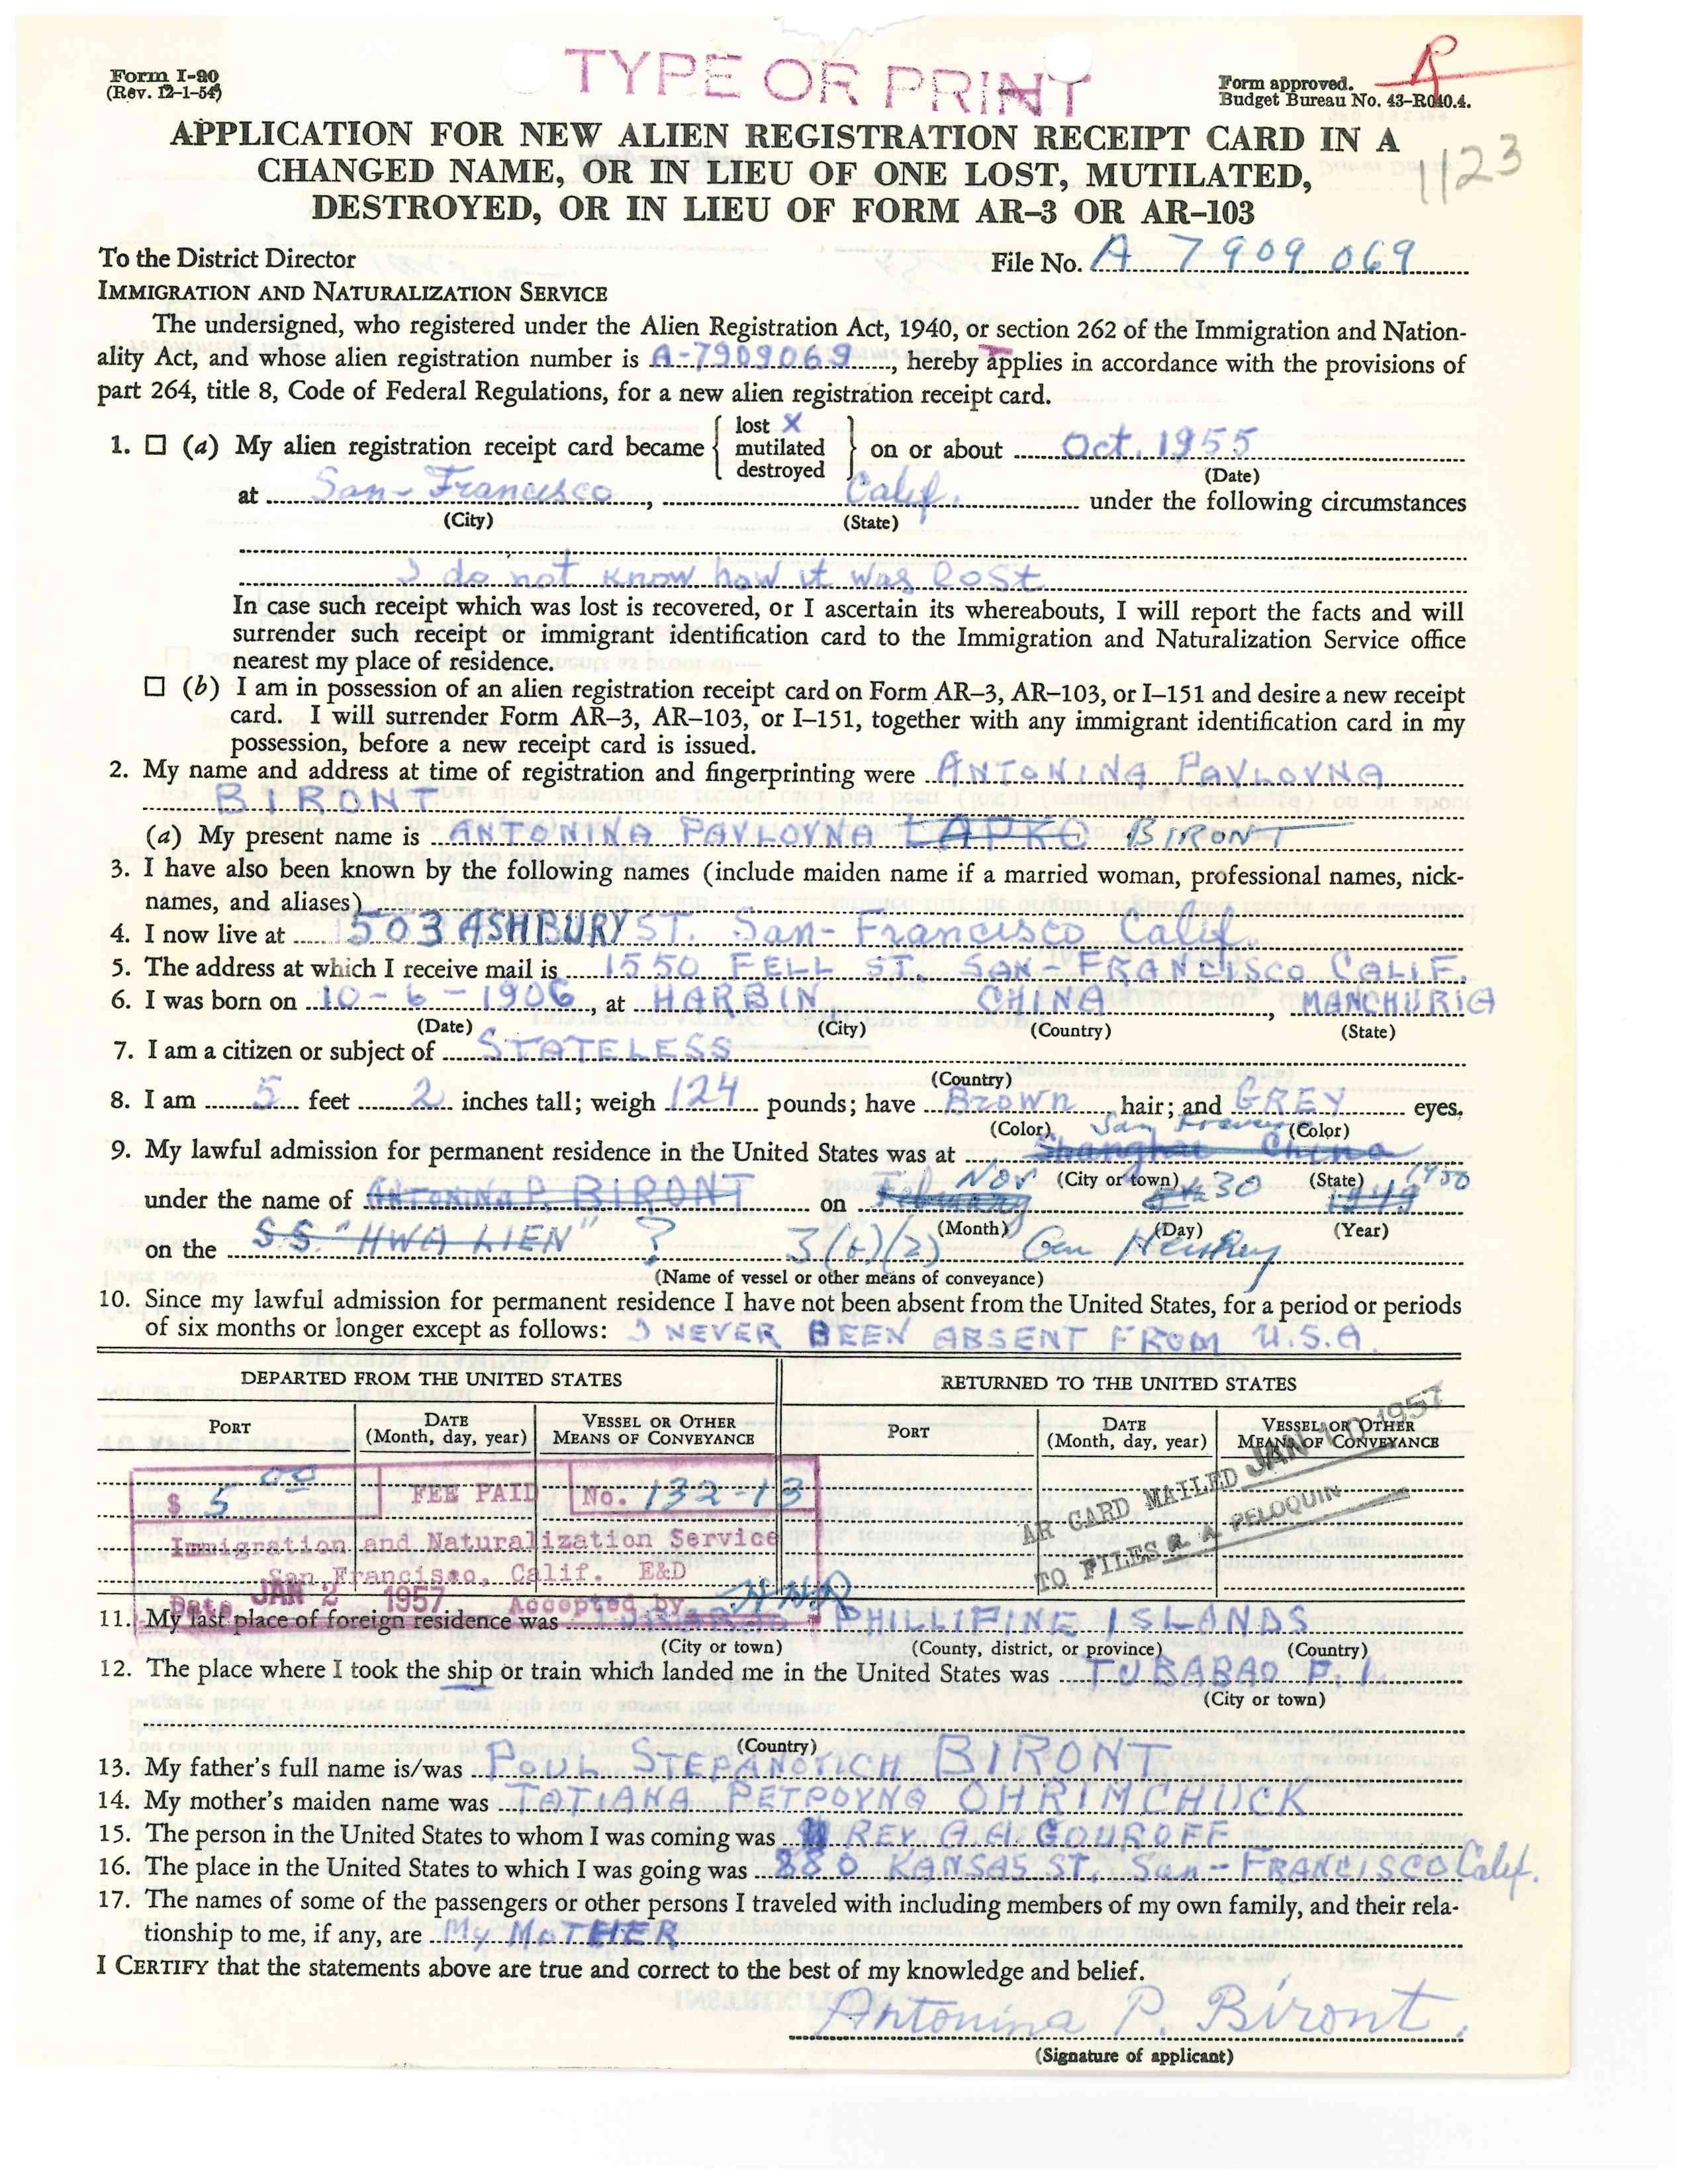 Form I-90
(Rev. 12-1-54)
TYPE OR PRINT
Form approved.
Budget Bureau No. 43-R040.4.
R
APPLICATION FOR NEW ALIEN REGISTRATION RECEIPT CARD IN A
CHANGED NAME, OR IN LIEU OF ONE LOST, MUTILATED,
DESTROYED, OR IN LIEU OF FORM AR-3 OR AR-103
1123
To the District Director
File No. A 7909 069
IMMIGRATION AND NATURALIZATION SERVICE
The undersigned, who registered under the Alien Registration Act, 1940, or section 262 of the Immigration and Nation-
ality Act, and whose alien registration number is A-7909069, hereby applies in accordance with the provisions of
part 264, title 8, Code of Federal Regulations, for a new alien registration receipt card.
1. ☐ (a) My alien registration receipt card became { lost X mutilated destroyed } on or about Oct. 1955
(Date)
at San-Francisco, Calif. under the following circumstances
(City) (State)
I do not know how it was lost
In case such receipt which was lost is recovered, or I ascertain its whereabouts, I will report the facts and will
surrender such receipt or immigrant identification card to the Immigration and Naturalization Service office
nearest my place of residence.
☐ (b) I am in possession of an alien registration receipt card on Form AR-3, AR-103, or I-151 and desire a new receipt
card. I will surrender Form AR-3, AR-103, or I-151, together with any immigrant identification card in my
possession, before a new receipt card is issued.
2. My name and address at time of registration and fingerprinting were ANTONINA PAVLOVNA
BIRONT
(a) My present name is ANTONINA PAVLOVNA LAPKO BIRONT
3. I have also been known by the following names (include maiden name if a married woman, professional names, nick-
names, and aliases)
4. I now live at 503 ASHBURY ST. San-Francisco Calif.
5. The address at which I receive mail is 1550 FELL ST. SAN-FRANCISCO CALIF.
6. I was born on 10-6-1906, at HARBIN CHINA, MANCHURIA
(Date) (City) (Country) (State)
7. I am a citizen or subject of STATELESS
(Country)
8. I am 5 feet 2 inches tall; weigh 124 pounds; have BROWN hair; and GREY eyes.
(Color) (Color)
San Francisco
9. My lawful admission for permanent residence in the United States was at Shanghai China
(City or town) (State)
under the name of ANTONINA P. BIRONT on Nov 30 1950 1949
(Month) (Day) (Year)
on the S.S. "HWA LIEN" ? 3(b)(2) Gen Hershey
(Name of vessel or other means of conveyance)
10. Since my lawful admission for permanent residence I have not been absent from the United States, for a period or periods
of six months or longer except as follows: I NEVER BEEN ABSENT FROM U.S.A.
DEPARTED FROM THE UNITED STATES RETURNED TO THE UNITED STATES
PORT DATE (Month, day, year) VESSEL OR OTHER MEANS OF CONVEYANCE PORT DATE (Month, day, year) VESSEL OR OTHER MEANS OF CONVEYANCE
$ 5 00 FEE PAID No. 132-13
Immigration and Naturalization Service
San Francisco, Calif. E&D
Date JAN 2 1957 Accepted by
AR CARD MAILED JAN 10 1957
TO FILES R. A. PELOQUIN
11. My last place of foreign residence was PHILLIPINE ISLANDS
(City or town) (County, district, or province) (Country)
12. The place where I took the ship or train which landed me in the United States was TUBABAO P.I.
(City or town)
(Country)
13. My father's full name is/was POUL STEPANOVICH BIRONT
14. My mother's maiden name was TATIANA PETROVNA OHRIMCHUCK
15. The person in the United States to whom I was coming was REV. A.A. GOUROFF
16. The place in the United States to which I was going was 880 KANSAS ST. San-FRANCISCO Calif.
17. The names of some of the passengers or other persons I traveled with including members of my own family, and their rela-
tionship to me, if any, are My MOTHER
I CERTIFY that the statements above are true and correct to the best of my knowledge and belief.
Antonina P. Biront.
(Signature of applicant)